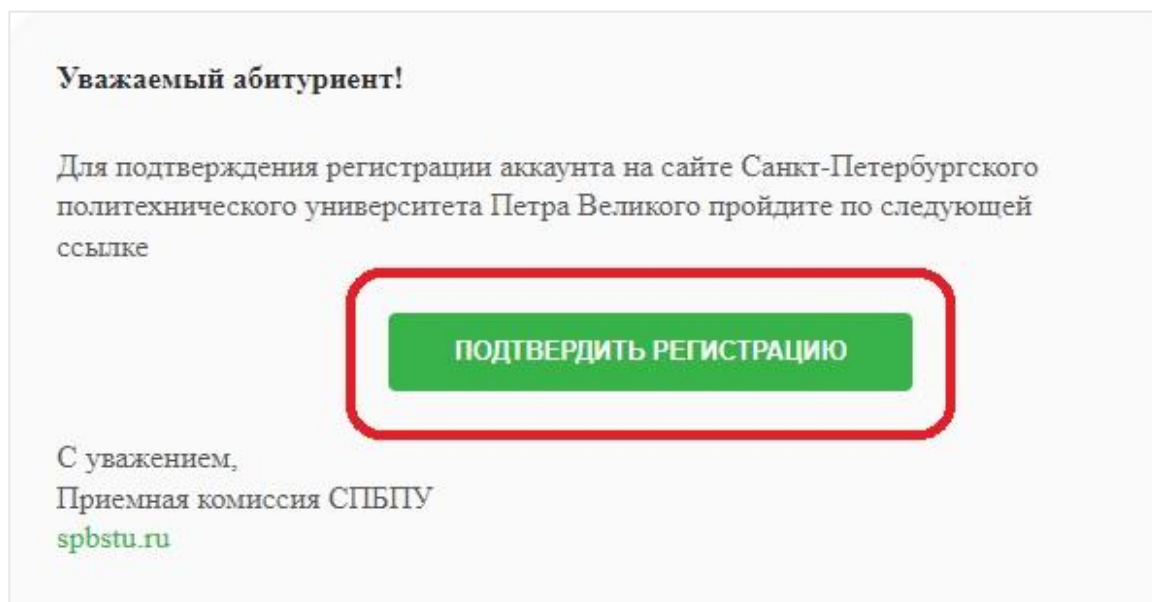 Уважаемый абитуриент!
Для подтверждения регистрации аккаунта на сайте Санкт-Петербургского
политехнического университета Петра Великого пройдите по следующей
ссылке
ПОДТВЕРДИТЬ РЕГИСТРАЦИЮ
С уважением,
Приемная комиссия СПБПУ
spbstu.ru